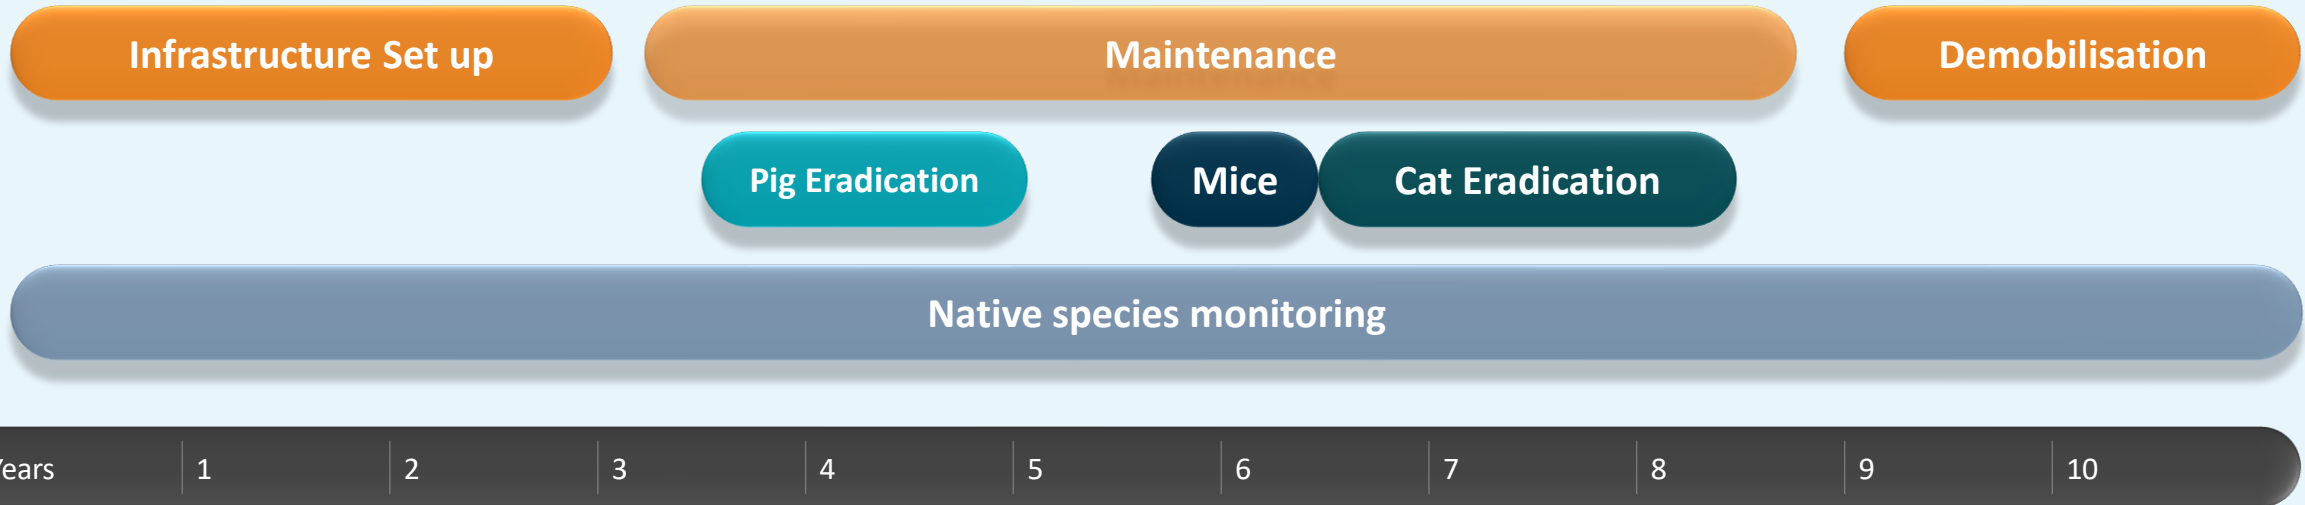 Infrastructure Set up
Maintenance
Demobilisation
Pig Eradication
Mice
Cat Eradication
Native species monitoring
Years 1 2 3 4 5 6 7 8 9 10